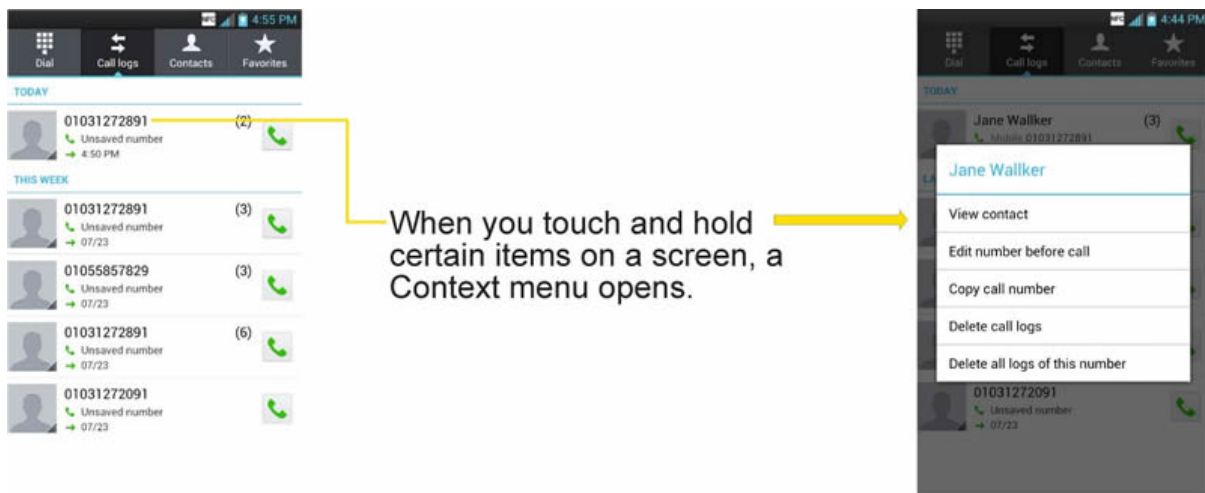 4:55 PM
Dial Call logs Contacts Favorites
TODAY
01031272891 (2)
Unsaved number
4:50 PM
THIS WEEK
01031272891 (3)
Unsaved number
07/23
01055857829 (3)
Unsaved number
07/23
01031272891 (6)
Unsaved number
07/23
01031272091
Unsaved number
07/23
When you touch and hold
certain items on a screen, a
Context menu opens.
4:44 PM
Dial Call logs Contacts Favorites
TODAY
Jane Wallker (3)
Mobile 01031272891
Jane Wallker
View contact
Edit number before call
Copy call number
Delete call logs
Delete all logs of this number
01031272091
Unsaved number
07/23